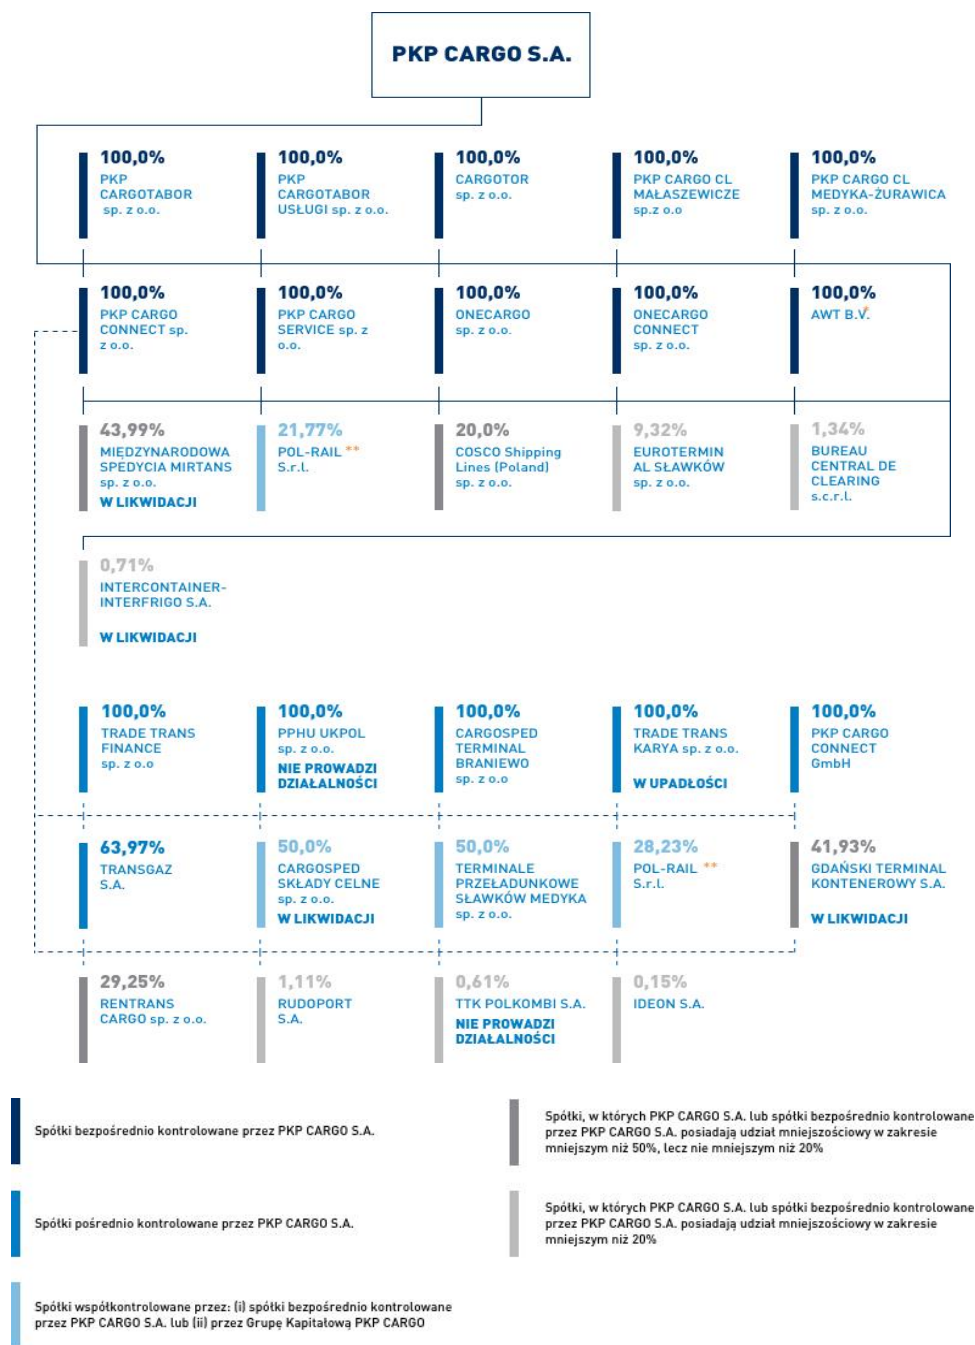 PKP CARGO S.A.
100,0%
PKP
CARGOTABOR
sp. z o.o.
100,0%
PKP
CARGOTABOR
USŁUGI sp. z o.o.
100,0%
CARGOTOR
sp. z o.o.
100,0%
PKP CARGO CL
MAŁASZEWICZE
sp.z o.o
100,0%
PKP CARGO CL
MEDYKA-ŻURAWICA
sp. z o.o.
100,0%
PKP CARGO
CONNECT sp.
z o.o.
100,0%
PKP CARGO
SERVICE sp. z
o.o.
100,0%
ONECARGO
sp. z o.o.
100,0%
ONECARGO
CONNECT
sp. z o.o.
100,0%
AWT B.V.*
43,99%
MIĘDZYNARODOWA
SPEDYCIA MIRTANS
sp. z o.o.
W LIKWIDACJI
21,77%
POL-RAIL **
S.r.l.
20,0%
COSCO Shipping
Lines (Poland)
sp. z o.o.
9,32%
EUROTERMIN
AL SŁAWKÓW
sp. z o.o.
1,34%
BUREAU
CENTRAL DE
CLEARING
s.c.r.l.
0,71%
INTERCONTAINER-
INTERFRIGO S.A.
W LIKWIDACJI
100,0%
TRADE TRANS
FINANCE
sp. z o.o
100,0%
PPHU UKPOL
sp. z o.o.
NIE PROWADZI
DZIAŁALNOŚCI
100,0%
CARGOSPED
TERMINAL
BRANIEWO
sp. z o.o
100,0%
TRADE TRANS
KARYA sp. z o.o.
W UPADŁOŚCI
100,0%
PKP CARGO
CONNECT
GmbH
63,97%
TRANSGAZ
S.A.
50,0%
CARGOSPED
SKŁADY CELNE
sp. z o.o.
W LIKWIDACJI
50,0%
TERMINALE
PRZEŁADUNKOWE
SŁAWKÓW MEDYKA
sp. z o.o.
28,23%
POL-RAIL **
S.r.l.
41,93%
GDAŃSKI TERMINAL
KONTENEROWY S.A.
W LIKWIDACJI
29,25%
RENTRANS
CARGO sp. z o.o.
1,11%
RUDOPORT
S.A.
0,61%
TTK POLKOMBI S.A.
NIE PROWADZI
DZIAŁALNOŚCI
0,15%
IDEON S.A.
Spółki bezpośrednio kontrolowane przez PKP CARGO S.A.
Spółki pośrednio kontrolowane przez PKP CARGO S.A.
Spółki współkontrolowane przez: (i) spółki bezpośrednio kontrolowane
przez PKP CARGO S.A. lub (ii) przez Grupę Kapitałową PKP CARGO
Spółki, w których PKP CARGO S.A. lub spółki bezpośrednio kontrolowane
przez PKP CARGO S.A. posiadają udział mniejszościowy w zakresie
mniejszym niż 50%, lecz nie mniejszym niż 20%
Spółki, w których PKP CARGO S.A. lub spółki bezpośrednio kontrolowane
przez PKP CARGO S.A. posiadają udział mniejszościowy w zakresie
mniejszym niż 20%